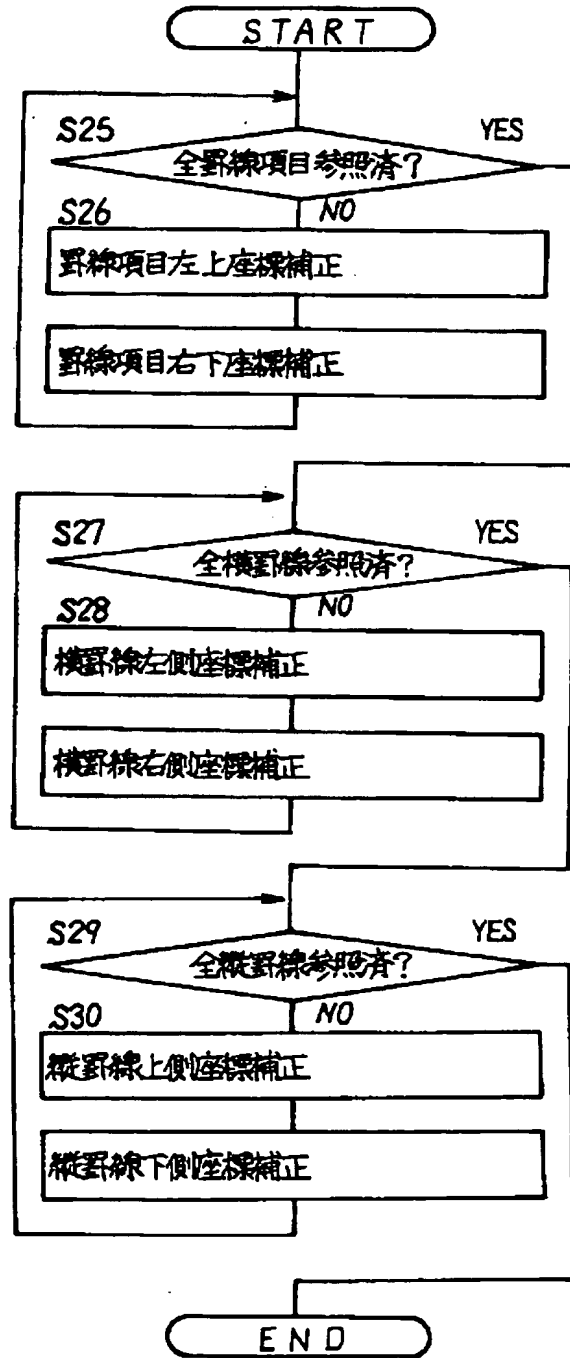 START
S25
YES
全罫線項目参照済?
S26
NO
罫線項目左上座標補正
罫線項目右下座標補正
S27
YES
全横罫線参照済?
S28
NO
横罫線左側座標補正
横罫線右側座標補正
S29
YES
全縦罫線参照済?
S30
NO
縦罫線上側座標補正
縦罫線下側座標補正
END